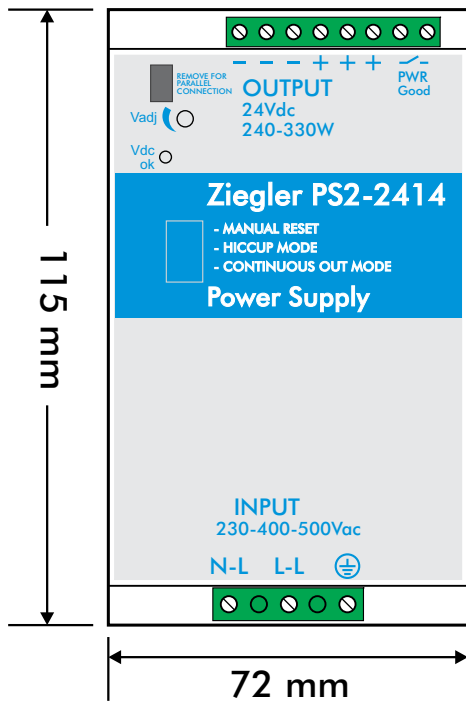 - - - + + +
REMOVE FOR
PARALLEL
CONNECTION
OUTPUT
24Vdc
240-330W
PWR
Good
Vadj
Vdc
ok
Ziegler PS2-2414
- MANUAL RESET
- HICCUP MODE
- CONTINUOUS OUT MODE
Power Supply
115 mm
INPUT
230-400-500Vac
N-L L-L
72 mm